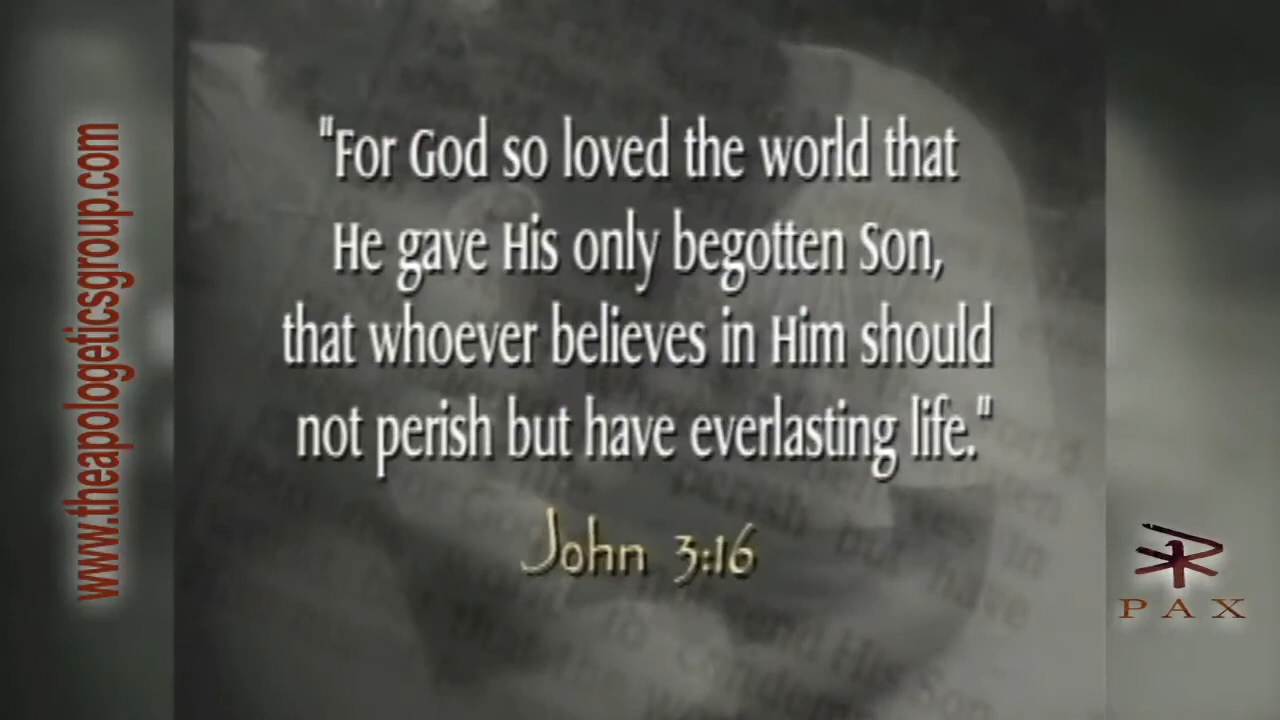 www.theapologeticsgroup.com
"For God so loved the world that
He gave His only begotten Son,
that whoever believes in Him should
not perish but have everlasting life."
John 3:16
PAX